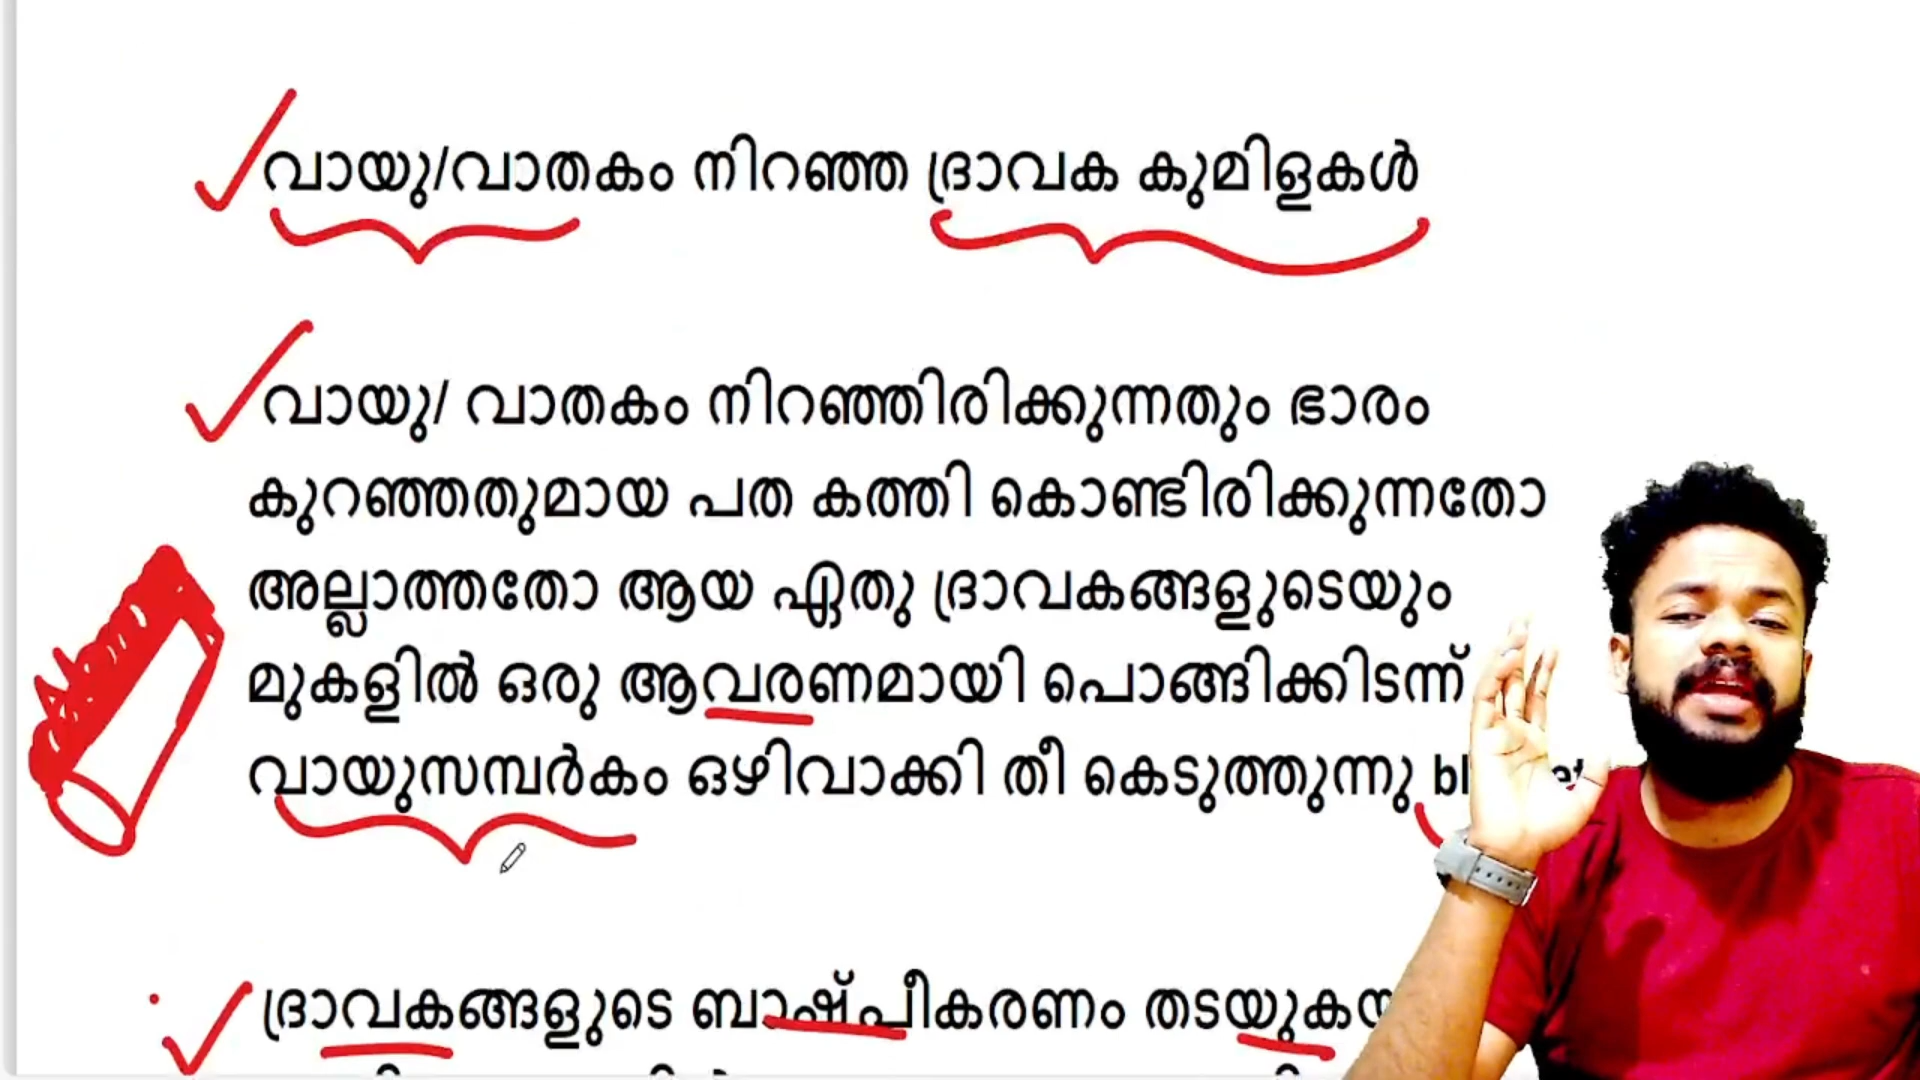 വായു/വാതകം നിറഞ്ഞ ദ്രാവക കുമിളകൾ
വായു/ വാതകം നിറഞ്ഞിരിക്കുന്നതും ഭാരം
കുറഞ്ഞതുമായ പത കത്തി കൊണ്ടിരിക്കുന്നതോ
അല്ലാത്തതോ ആയ ഏതു ദ്രാവകങ്ങളുടെയും
മുകളിൽ ഒരു ആവരണമായി പൊങ്ങിക്കിടന്ന്
വായുസമ്പർകം ഒഴിവാക്കി തീ കെടുത്തുന്നു
ദ്രാവകങ്ങളുടെ ബാഷ്പീകരണം